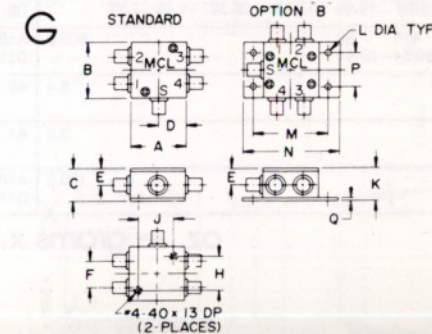 G
STANDARD
OPTION "B"
L DIA TYP
B
2 3
MCL
1 S 4
D
A
1 2
S MCL
4 3
P
M
N
C
E
J
E
K
Q
F
H
#4-40 x 13 DP
(2-PLACES)